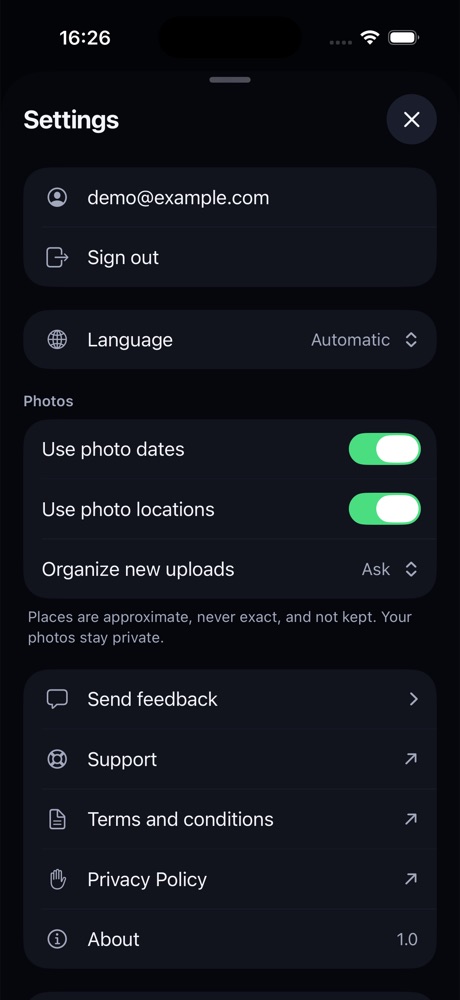 16:26
Settings
demo@example.com
Sign out
Language Automatic
Photos
Use photo dates
Use photo locations
Organize new uploads Ask
Places are approximate, never exact, and not kept. Your
photos stay private.
Send feedback
Support
Terms and conditions
Privacy Policy
About 1.0